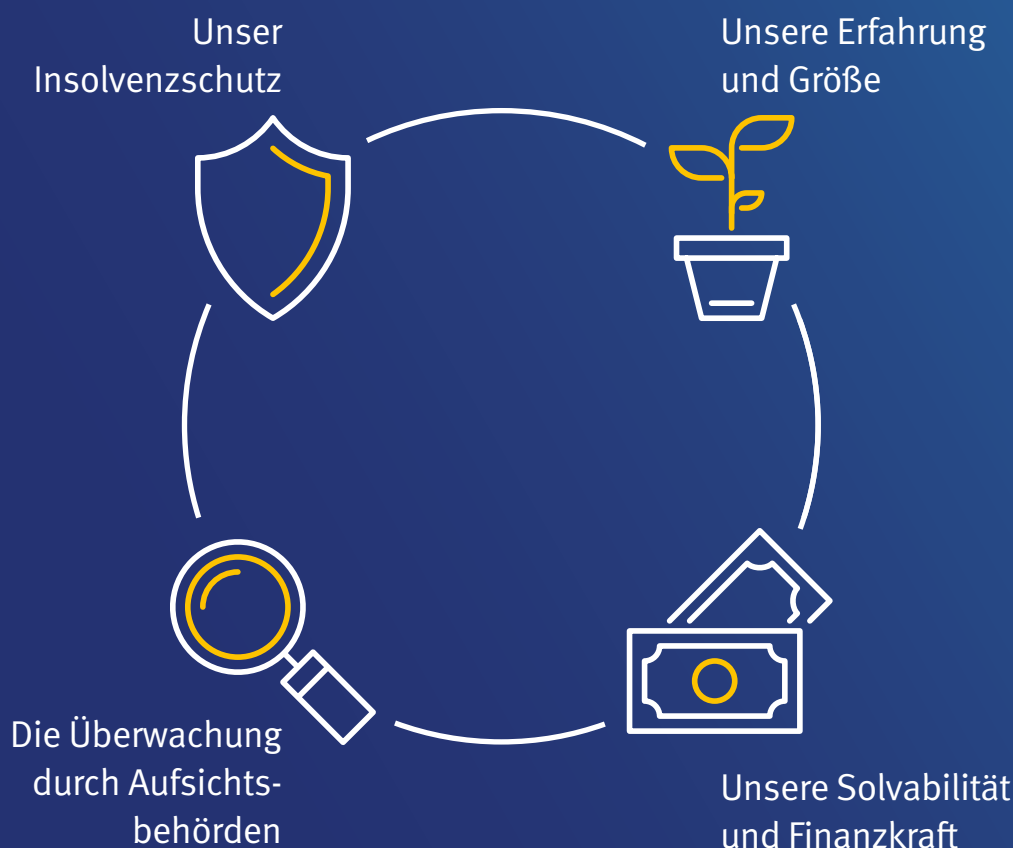 Unser
Insolvenzschutz
Unsere Erfahrung
und Größe
Die Überwachung
durch Aufsichts-
behörden
Unsere Solvabilität
und Finanzkraft